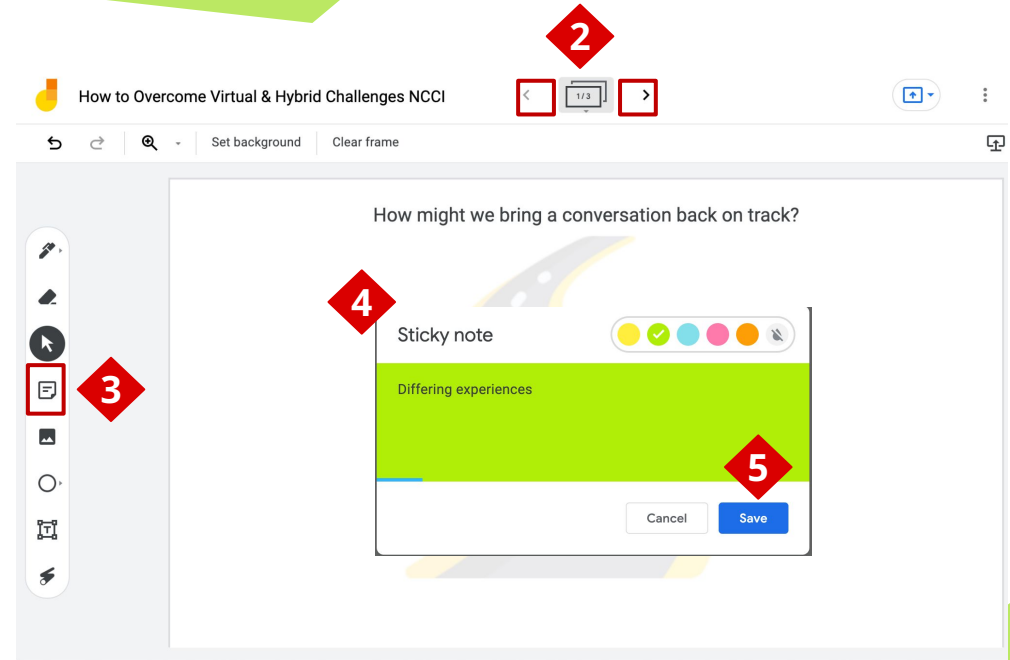 2
How to Overcome Virtual & Hybrid Challenges NCCI
1/3
Set background
Clear frame
How might we bring a conversation back on track?
4
Sticky note
3
Differing experiences
5
Cancel
Save